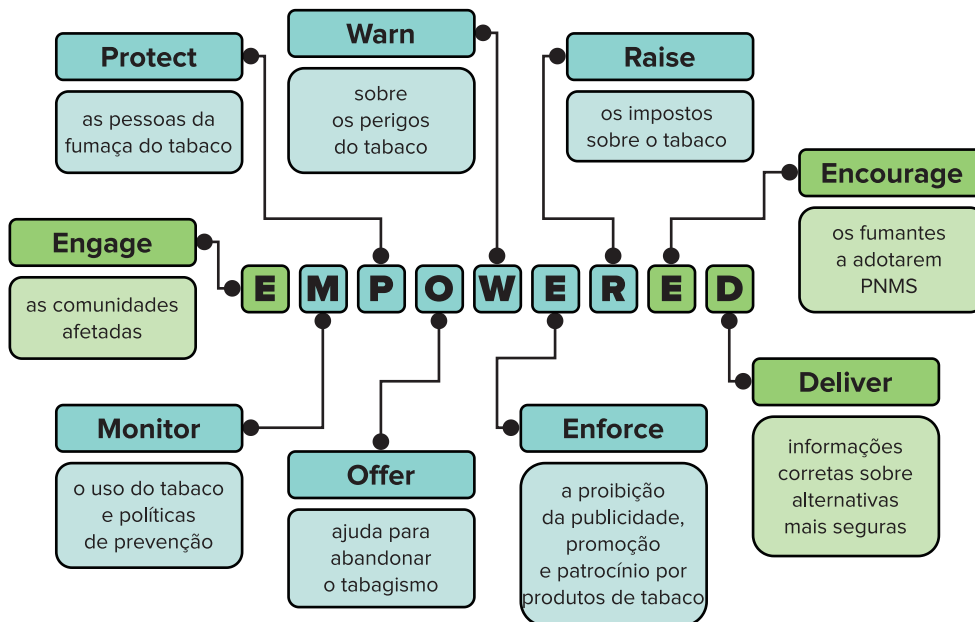 Protect
as pessoas da
fumaça do tabaco
Warn
sobre
os perigos
do tabaco
Raise
os impostos
sobre o tabaco
Encourage
os fumantes
a adotarem
PNMS
Engage
as comunidades
afetadas
EMPOWERED
Monitor
o uso do tabaco
e políticas
de prevenção
Offer
ajuda para
abandonar
o tabagismo
Enforce
a proibição
da publicidade,
promoção
e patrocínio por
produtos de tabaco
Deliver
informações
corretas sobre
alternativas
mais seguras